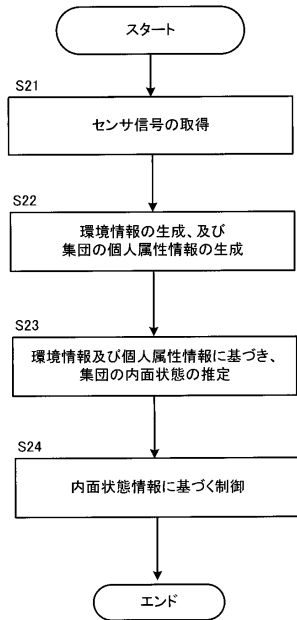 スタート
S21
センサ信号の取得
S22
環境情報の生成、及び
集団の個人属性情報の生成
S23
環境情報及び個人属性情報に基づき、
集団の内面状態の推定
S24
内面状態情報に基づく制御
エンド